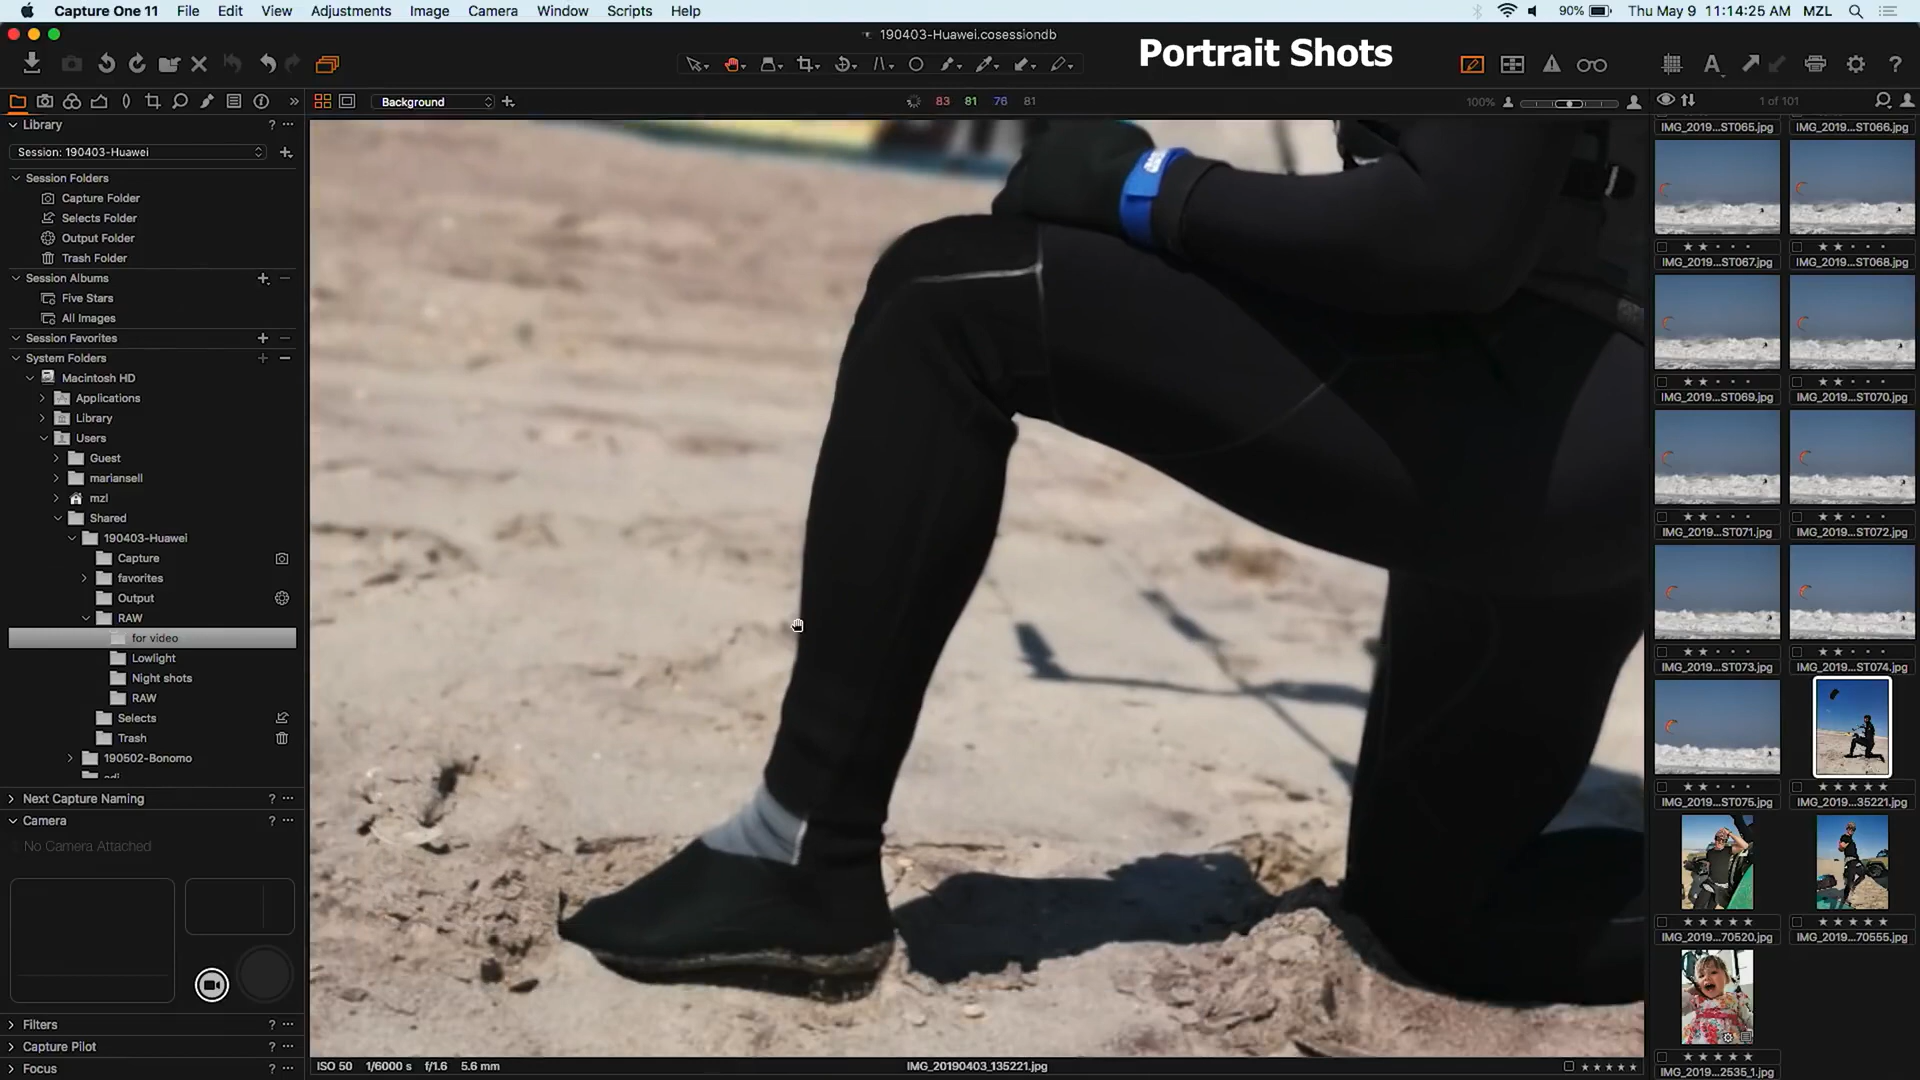 Capture One 11 File Edit View Adjustments Image Camera Window Scripts Help
90% Thu May 9 11:14:25 AM MZL
190403-Huawei.cosessiondb
Portrait Shots
Background
83 81 76 81
100%
1 of 101
Library
Session: 190403-Huawei
Session Folders
Capture Folder
Selects Folder
Output Folder
Trash Folder
Session Albums
Five Stars
All Images
Session Favorites
System Folders
Macintosh HD
Applications
Library
Users
Guest
mariansell
mzl
Shared
190403-Huawei
Capture
favorites
Output
RAW
for video
Lowlight
Night shots
RAW
Selects
Trash
190502-Bonomo
Next Capture Naming
Camera
No Camera Attached
Filters
Capture Pilot
Focus
ISO 50 1/6000 s f/1.6 5.6 mm
IMG_20190403_135221.jpg
IMG_2019...ST065.jpg IMG_2019...ST066.jpg
IMG_2019...ST067.jpg IMG_2019...ST068.jpg
IMG_2019...ST069.jpg IMG_2019...ST070.jpg
IMG_2019...ST071.jpg IMG_2019...ST072.jpg
IMG_2019...ST073.jpg IMG_2019...ST074.jpg
IMG_2019...ST075.jpg IMG_2019...35221.jpg
IMG_2019...70520.jpg IMG_2019...70555.jpg
IMG_2019...2535_1.jpg